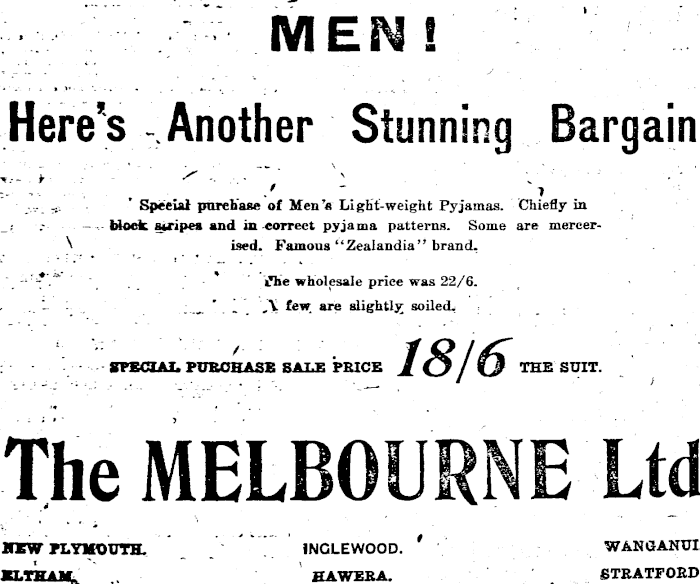 MEN!
Here's Another Stunning Bargain
Special purchase of Men's Light-weight Pyjamas. Chiefly in
block stripes and in correct pyjama patterns. Some are mercer-
ised. Famous "Zealandia" brand.
The wholesale price was 22/6.
A few are slightly soiled.
SPECIAL PURCHASE SALE PRICE 18/6 THE SUIT.
The MELBOURNE Ltd
NEW PLYMOUTH. INGLEWOOD. WANGANUI
ELTHAM, HAWERA. STRATFORD